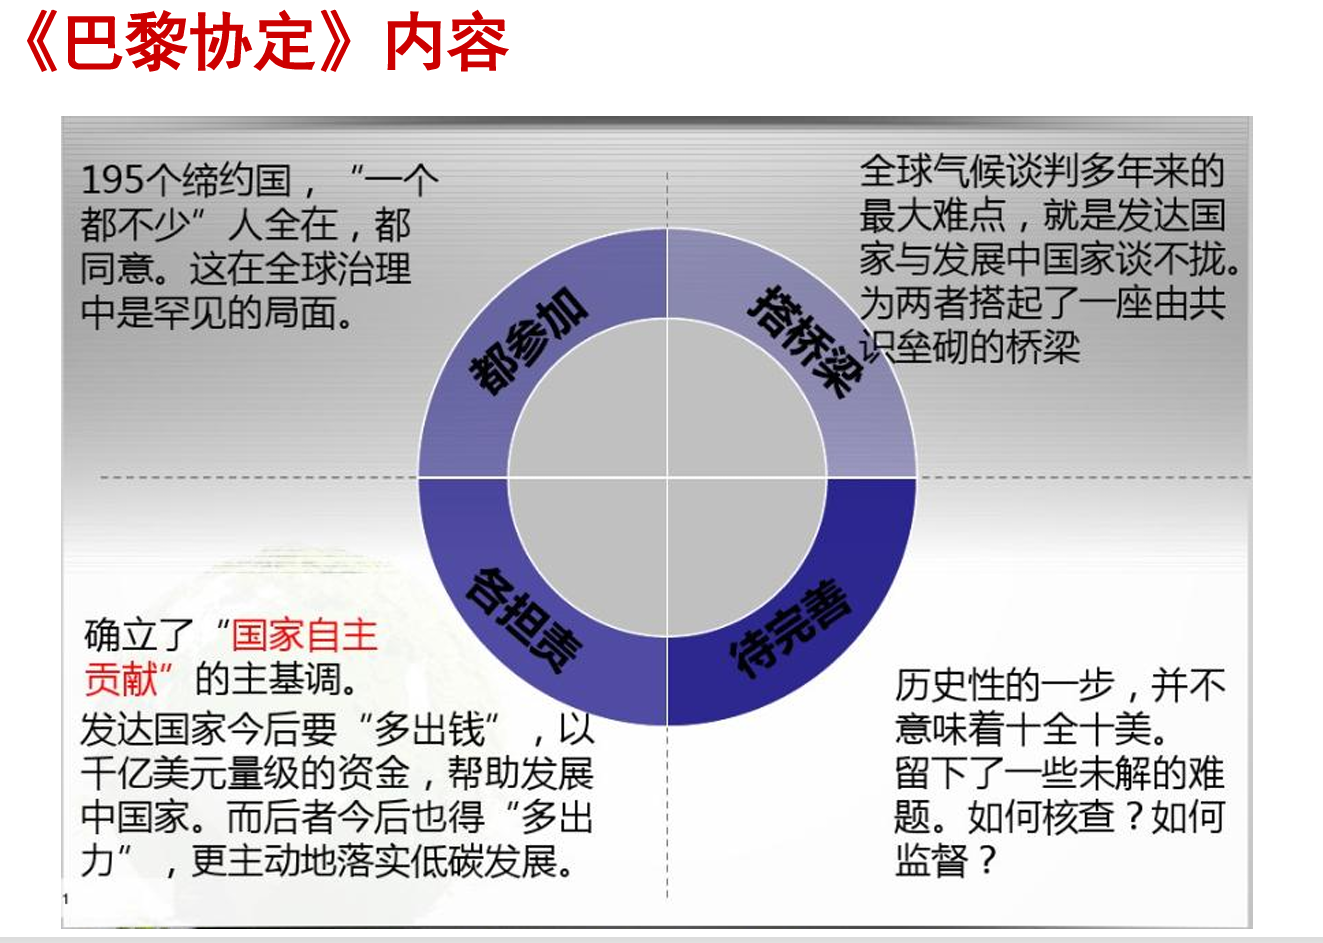 《巴黎协定》内容
195个缔约国，“一个
都不少”人全在，都
同意。这在全球治理
中是罕见的局面。
全球气候谈判多年来的
最大难点，就是发达国
家与发展中国家谈不拢。
为两者搭起了一座由共
识垒砌的桥梁
都参加
搭桥梁
各担责
待完善
确立了“国家自主
贡献”的主基调。
发达国家今后要“多出钱”，以
千亿美元量级的资金，帮助发展
中国家。而后者今后也得“多出
力”，更主动地落实低碳发展。
历史性的一步，并不
意味着十全十美。
留下了一些未解的难
题。如何核查？如何
监督？
1